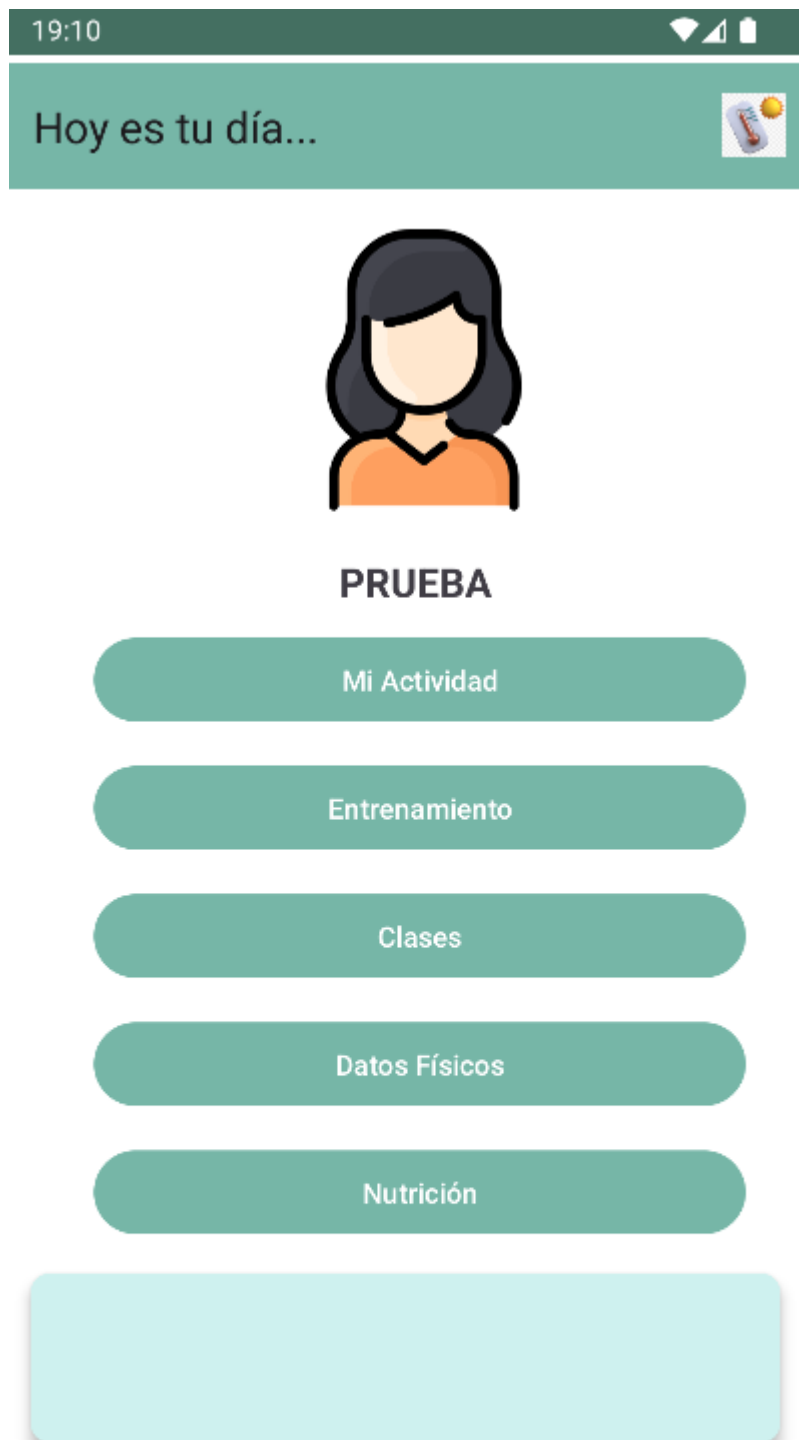 19:10
Hoy es tu día...
PRUEBA
Mi Actividad
Entrenamiento
Clases
Datos Físicos
Nutrición